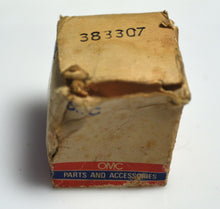 383307
OMC
PARTS AND ACCESSORIES